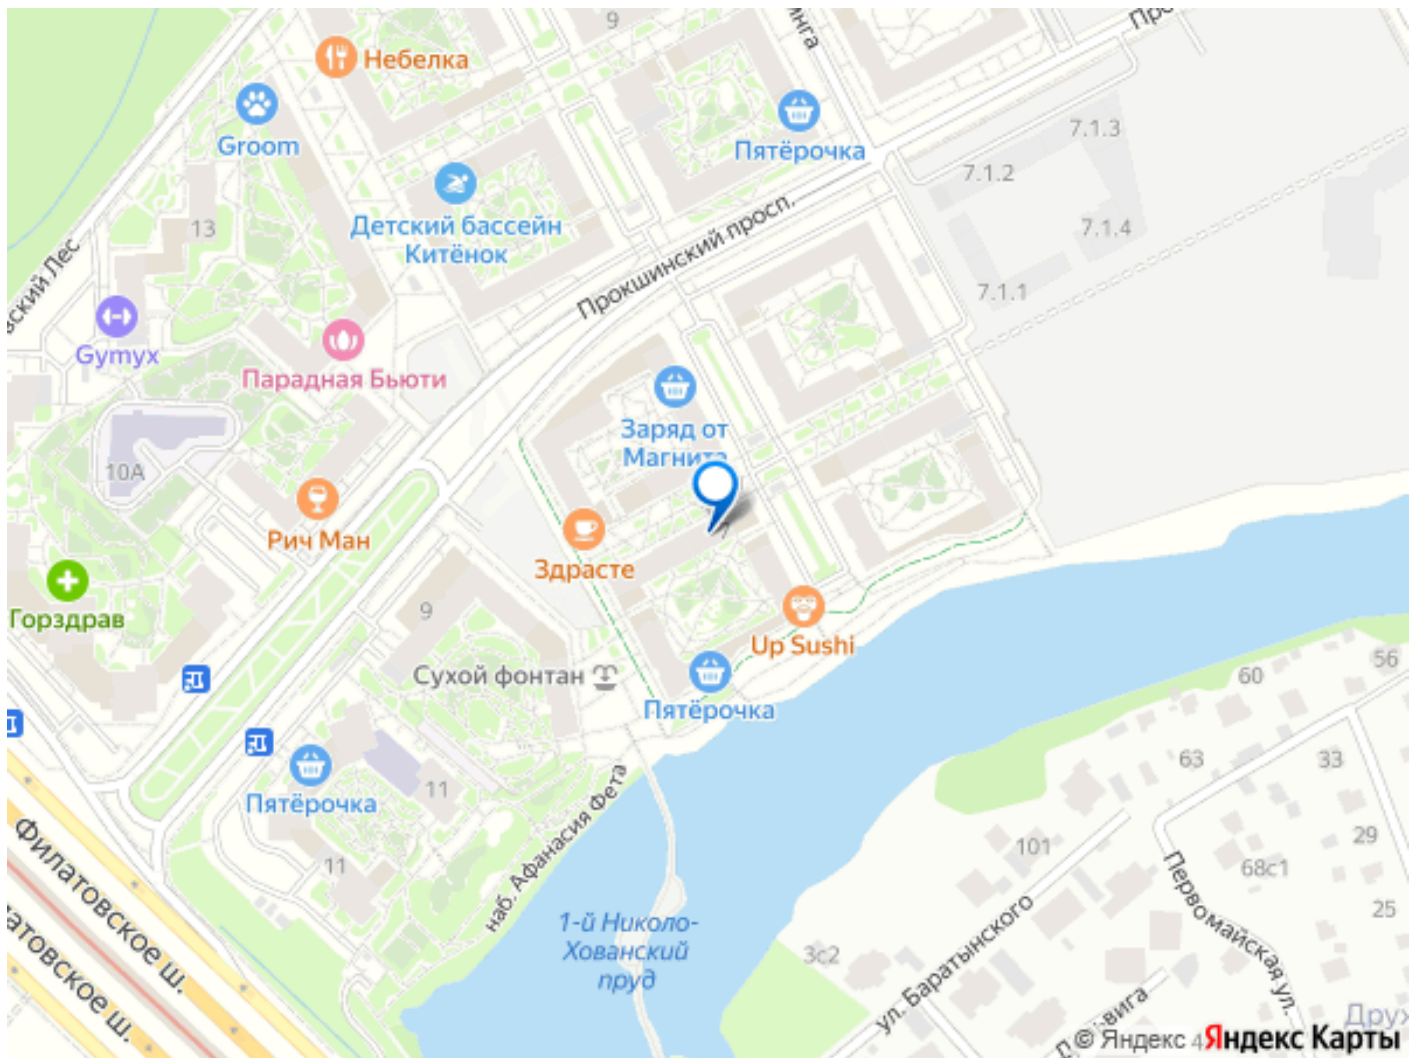 9
Небелка
Groom
Пятёрочка
7.1.3
7.1.2
7.1.4
7.1.1
Детский бассейн
Китёнок
13
Прокшинский просп.
Gymyx
Парадная Бьюти
Заряд от
Магнита
10А
Рич Ман
Здрасте
7
Горздрав
9
Up Sushi
Сухой фонтан
Пятёрочка
Пятёрочка
11
11
наб. Афанасия Фета
Филатовское ш.
1-й Николо-
Хованский
пруд
60
56
63
33
29
101
68с1
25
3с2
ул. Баратынского
Первомайская ул.
© Яндекс
Яндекс Карты